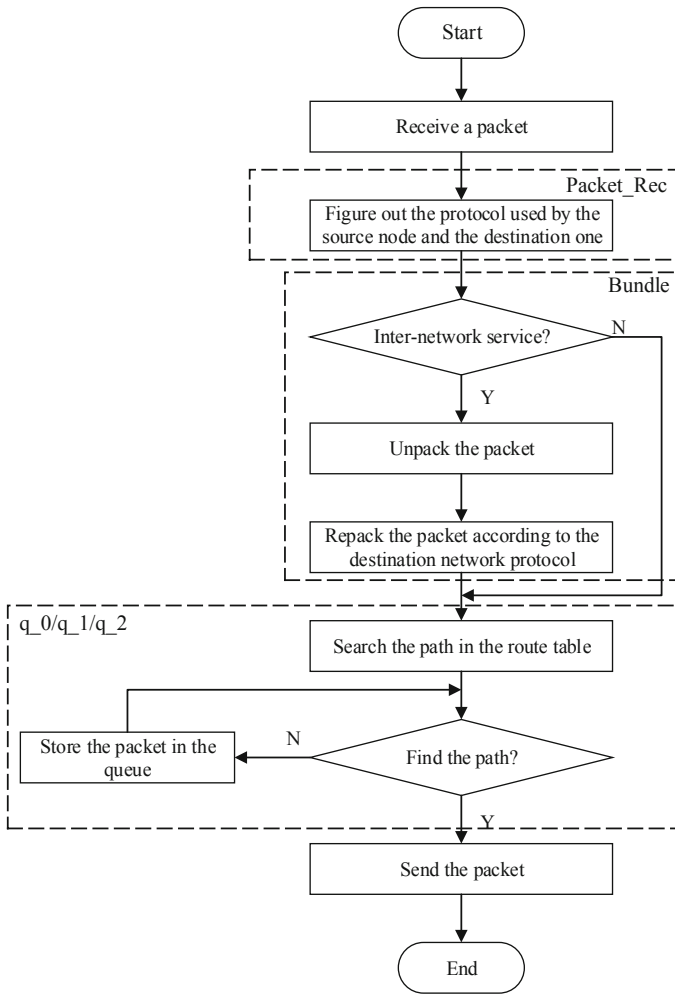 Start
Receive a packet
Packet_Rec
Figure out the protocol used by the
source node and the destination one
Bundle
Inter-network service?
N
Y
Unpack the packet
Repack the packet according to the
destination network protocol
q_0/q_1/q_2
Search the path in the route table
Store the packet in the
queue
N
Find the path?
Y
Send the packet
End